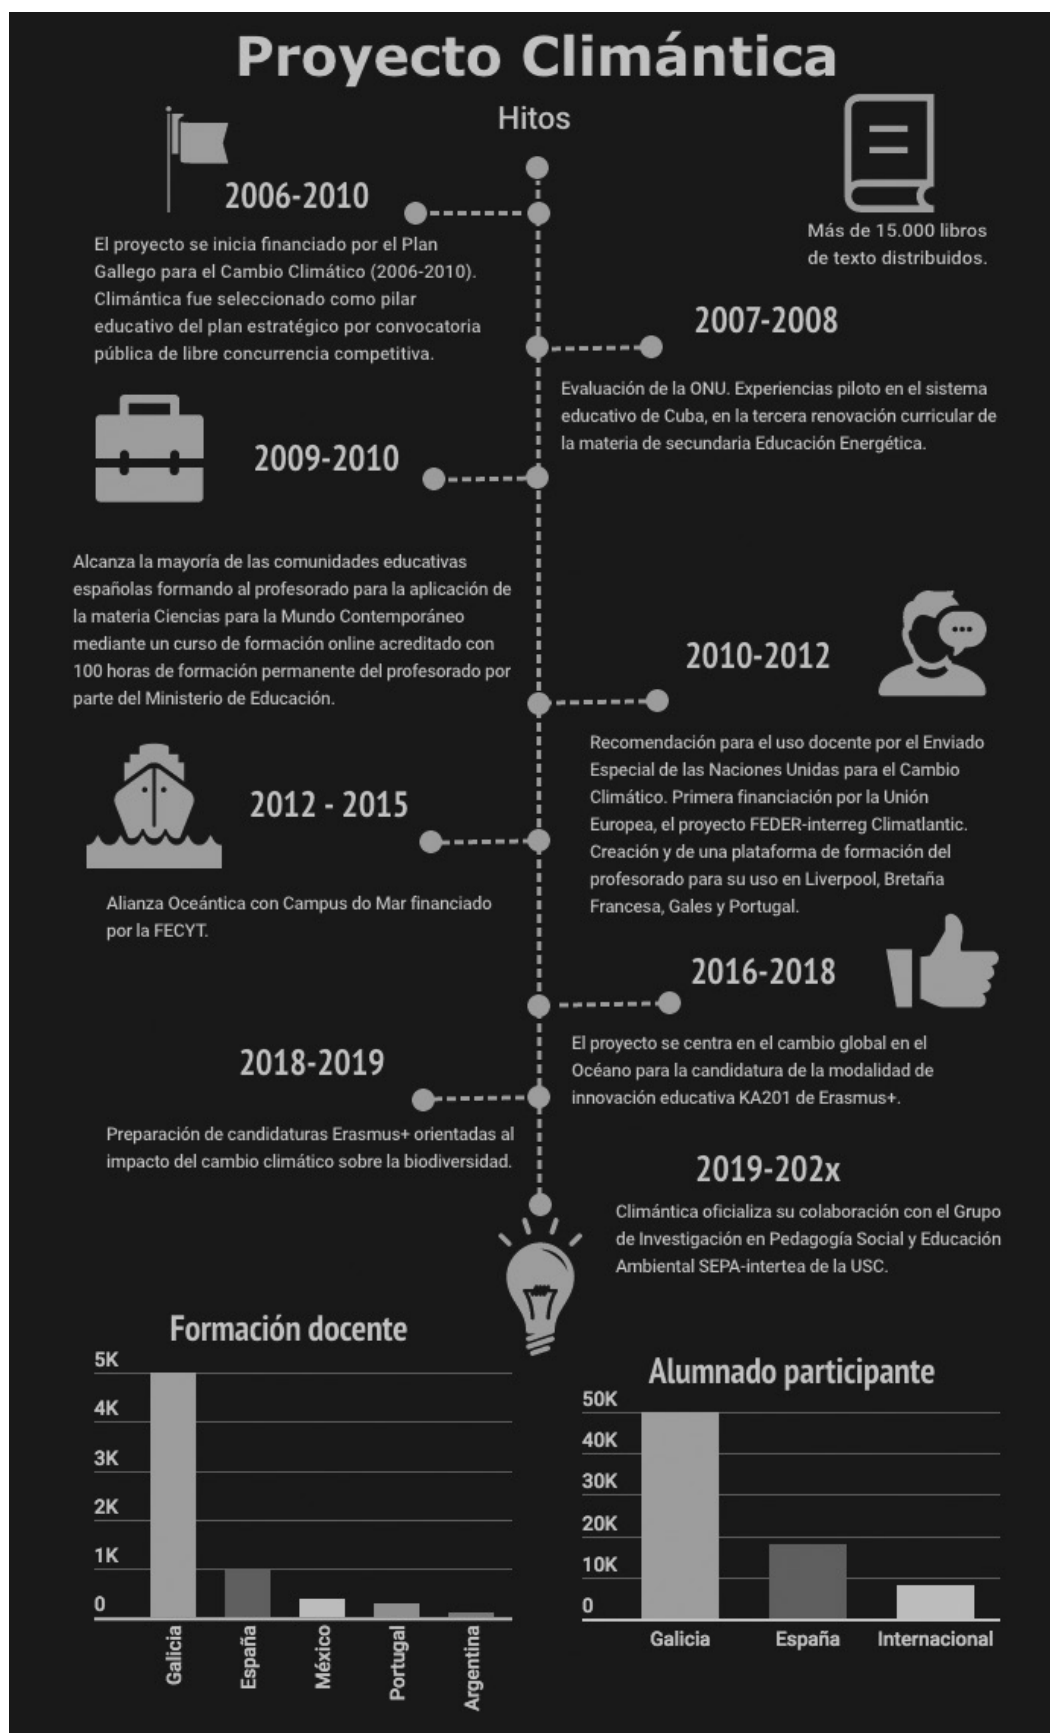 Proyecto Climántica
Hitos
2006-2010
El proyecto se inicia financiado por el Plan
Gallego para el Cambio Climático (2006-2010).
Climántica fue seleccionado como pilar
educativo del plan estratégico por convocatoria
pública de libre concurrencia competitiva.
Más de 15.000 libros
de texto distribuidos.
2007-2008
Evaluación de la ONU. Experiencias piloto en el sistema
educativo de Cuba, en la tercera renovación curricular de
la materia de secundaria Educación Energética.
2009-2010
Alcanza la mayoría de las comunidades educativas
españolas formando al profesorado para la aplicación de
la materia Ciencias para la Mundo Contemporáneo
mediante un curso de formación online acreditado con
100 horas de formación permanente del profesorado por
parte del Ministerio de Educación.
2010-2012
Recomendación para el uso docente por el Enviado
Especial de las Naciones Unidas para el Cambio
Climático. Primera financiación por la Unión
Europea, el proyecto FEDER-interreg Climatlantic.
Creación y de una plataforma de formación del
profesorado para su uso en Liverpool, Bretaña
Francesa, Gales y Portugal.
2012 - 2015
Alianza Oceántica con Campus do Mar financiado
por la FECYT.
2016-2018
El proyecto se centra en el cambio global en el
Océano para la candidatura de la modalidad de
innovación educativa KA201 de Erasmus+.
2018-2019
Preparación de candidaturas Erasmus+ orientadas al
impacto del cambio climático sobre la biodiversidad.
2019-202x
Climántica oficializa su colaboración con el Grupo
de Investigación en Pedagogía Social y Educación
Ambiental SEPA-intertea de la USC.
Formación docente
5K
4K
3K
2K
1K
0
Galicia
España
México
Portugal
Argentina
Alumnado participante
50K
40K
30K
20K
10K
0
Galicia
España
Internacional